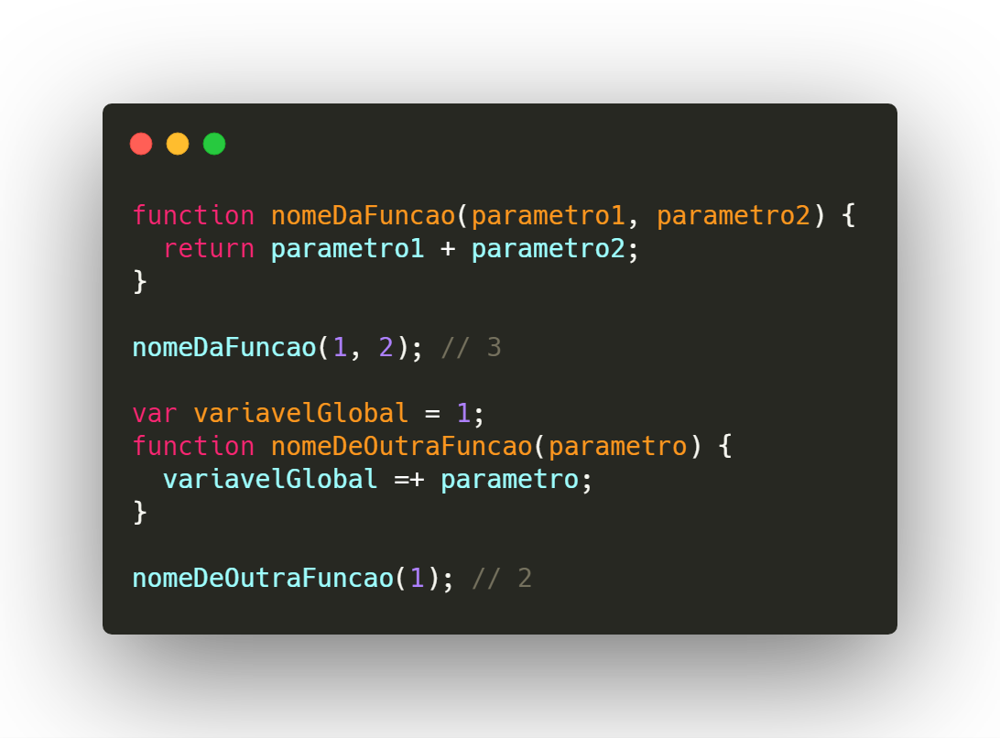 function nomeDaFuncao(parametro1, parametro2) {
  return parametro1 + parametro2;
}
nomeDaFuncao(1, 2); // 3
var variavelGlobal = 1;
function nomeDeOutraFuncao(parametro) {
  variavelGlobal =+ parametro;
}
nomeDeOutraFuncao(1); // 2